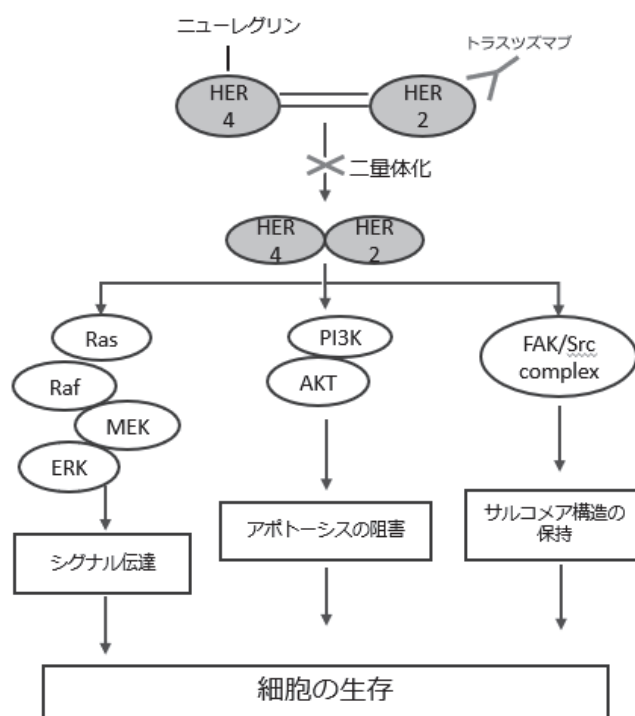 ニューレグリン
トラスツズマブ
HER
4
HER
2
二量体化
HER
4
HER
2
Ras
Raf
MEK
ERK
PI3K
AKT
FAK/Src
complex
シグナル伝達
アポトーシスの阻害
サルコメア構造の
保持
細胞の生存